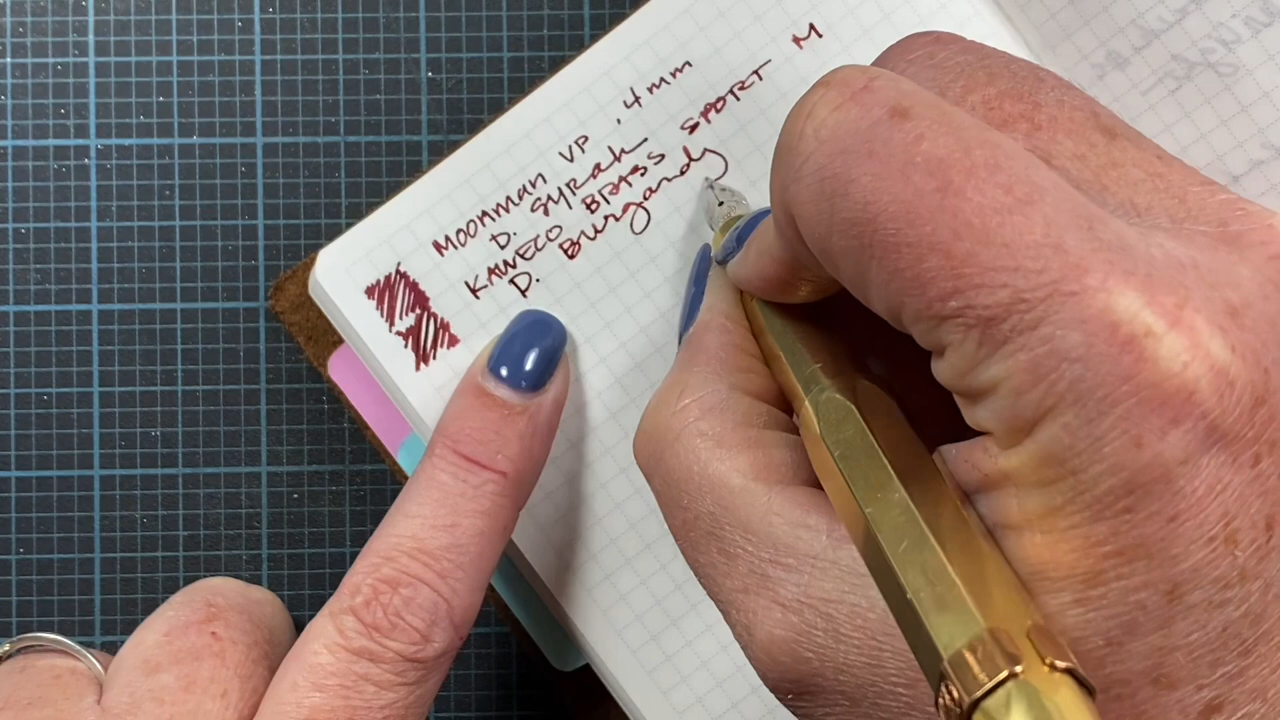 MOONMAN VP .4mm
D. SYRAH
KAWECO BRASS SPORT M
D. Burgandy